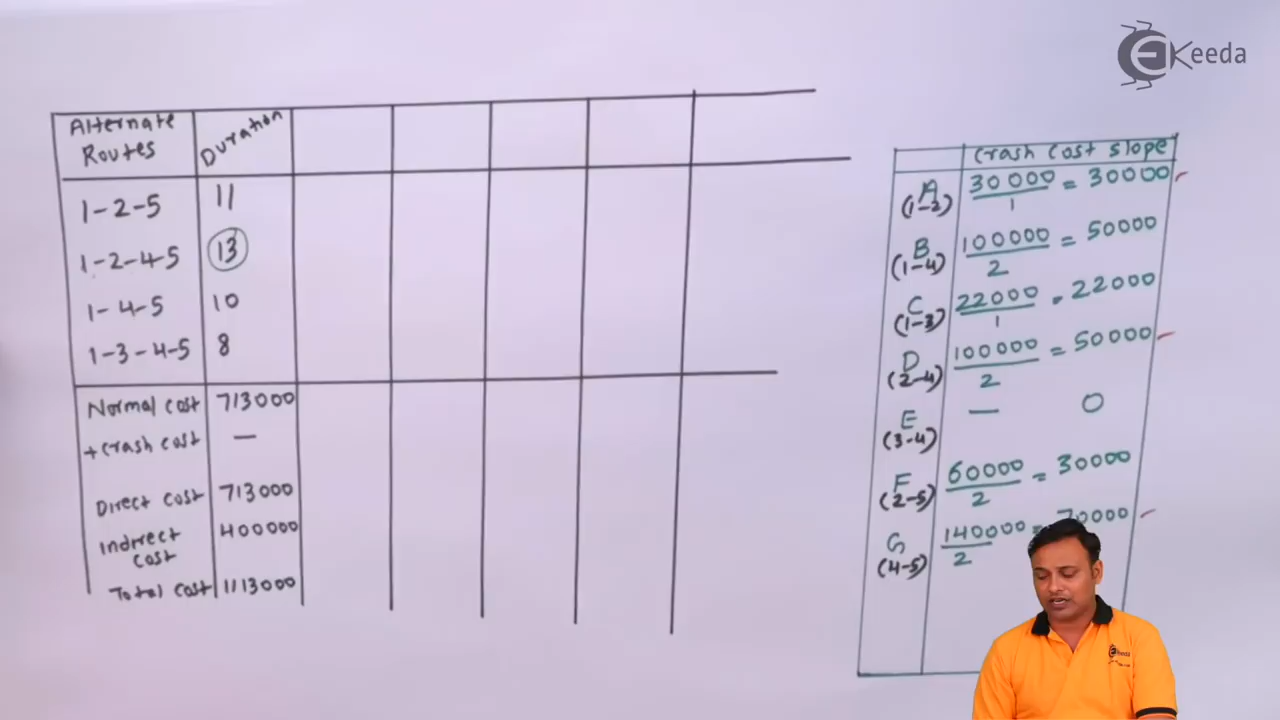 Keeda
Alternate Routes
Duration
1-2-5 11
1-2-4-5 13
1-4-5 10
1-3-4-5 8
Normal cost 713000
+crash cost —
Direct cost 713000
Indirect cost 400000
Total cost 1113000
crash cost slope
A (1-2) 30000/1 = 30000
B (1-4) 100000/2 = 50000
C (1-3) 22000/1 = 22000
D (2-4) 100000/2 = 50000
E (3-4) — 0
F (2-5) 60000/2 = 30000
G (4-5) 140000/2 = 70000